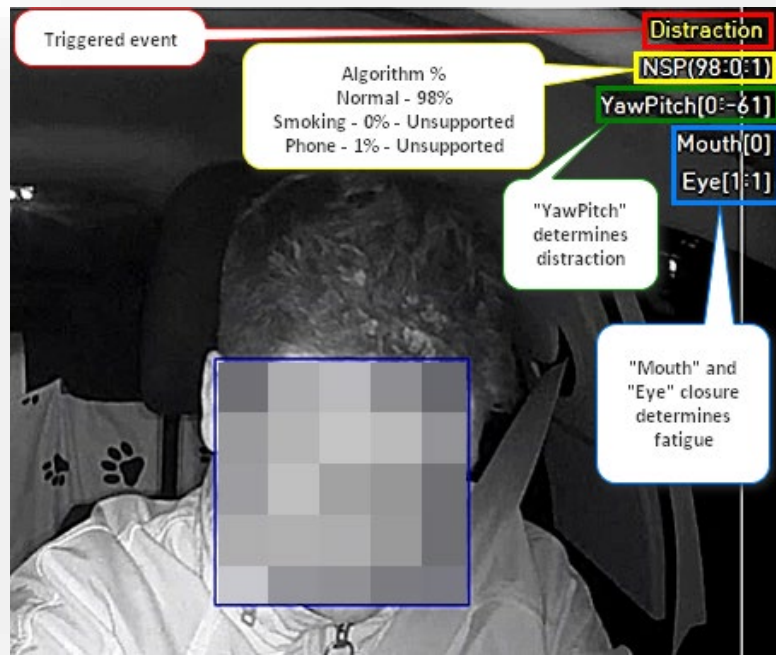 Triggered event
Distraction
NSP(98:0:1)
YawPitch[0:-61]
Mouth[0]
Eye[1:1]
Algorithm %
Normal - 98%
Smoking - 0% - Unsupported
Phone - 1% - Unsupported
"YawPitch"
determines
distraction
"Mouth" and
"Eye" closure
determines
fatigue